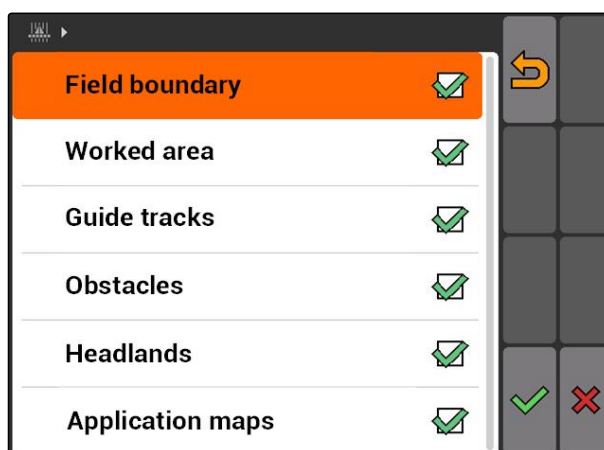 Field boundary
Worked area
Guide tracks
Obstacles
Headlands
Application maps